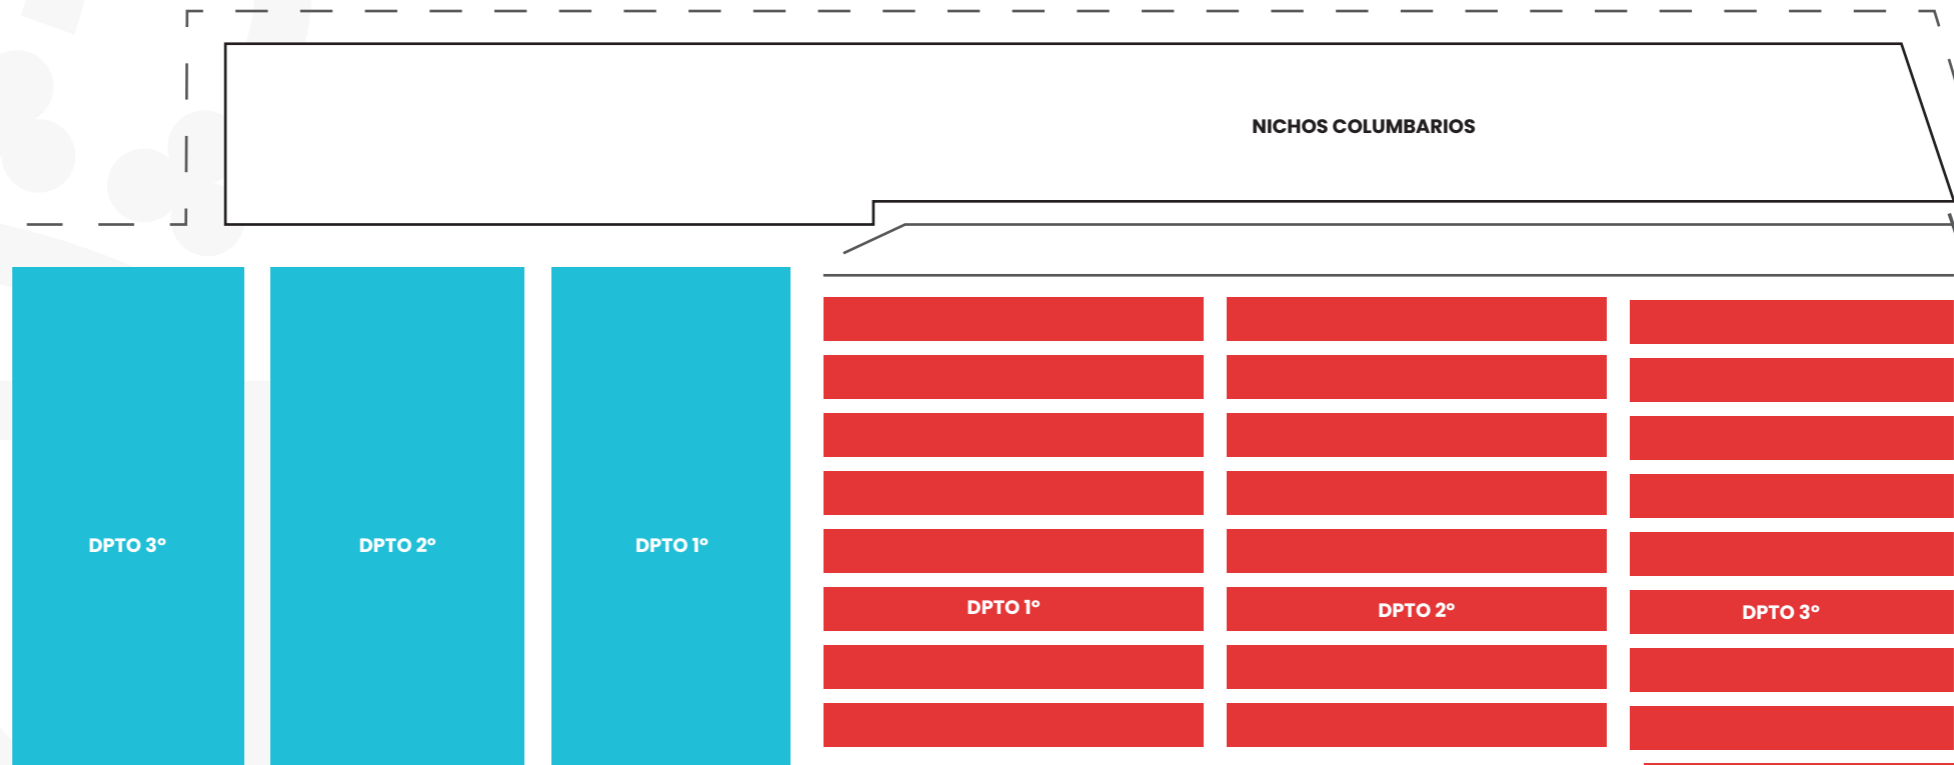 NICHOS COLUMBARIOS
DPTO 3º
DPTO 2º
DPTO 1º
DPTO 1º
DPTO 2º
DPTO 3º